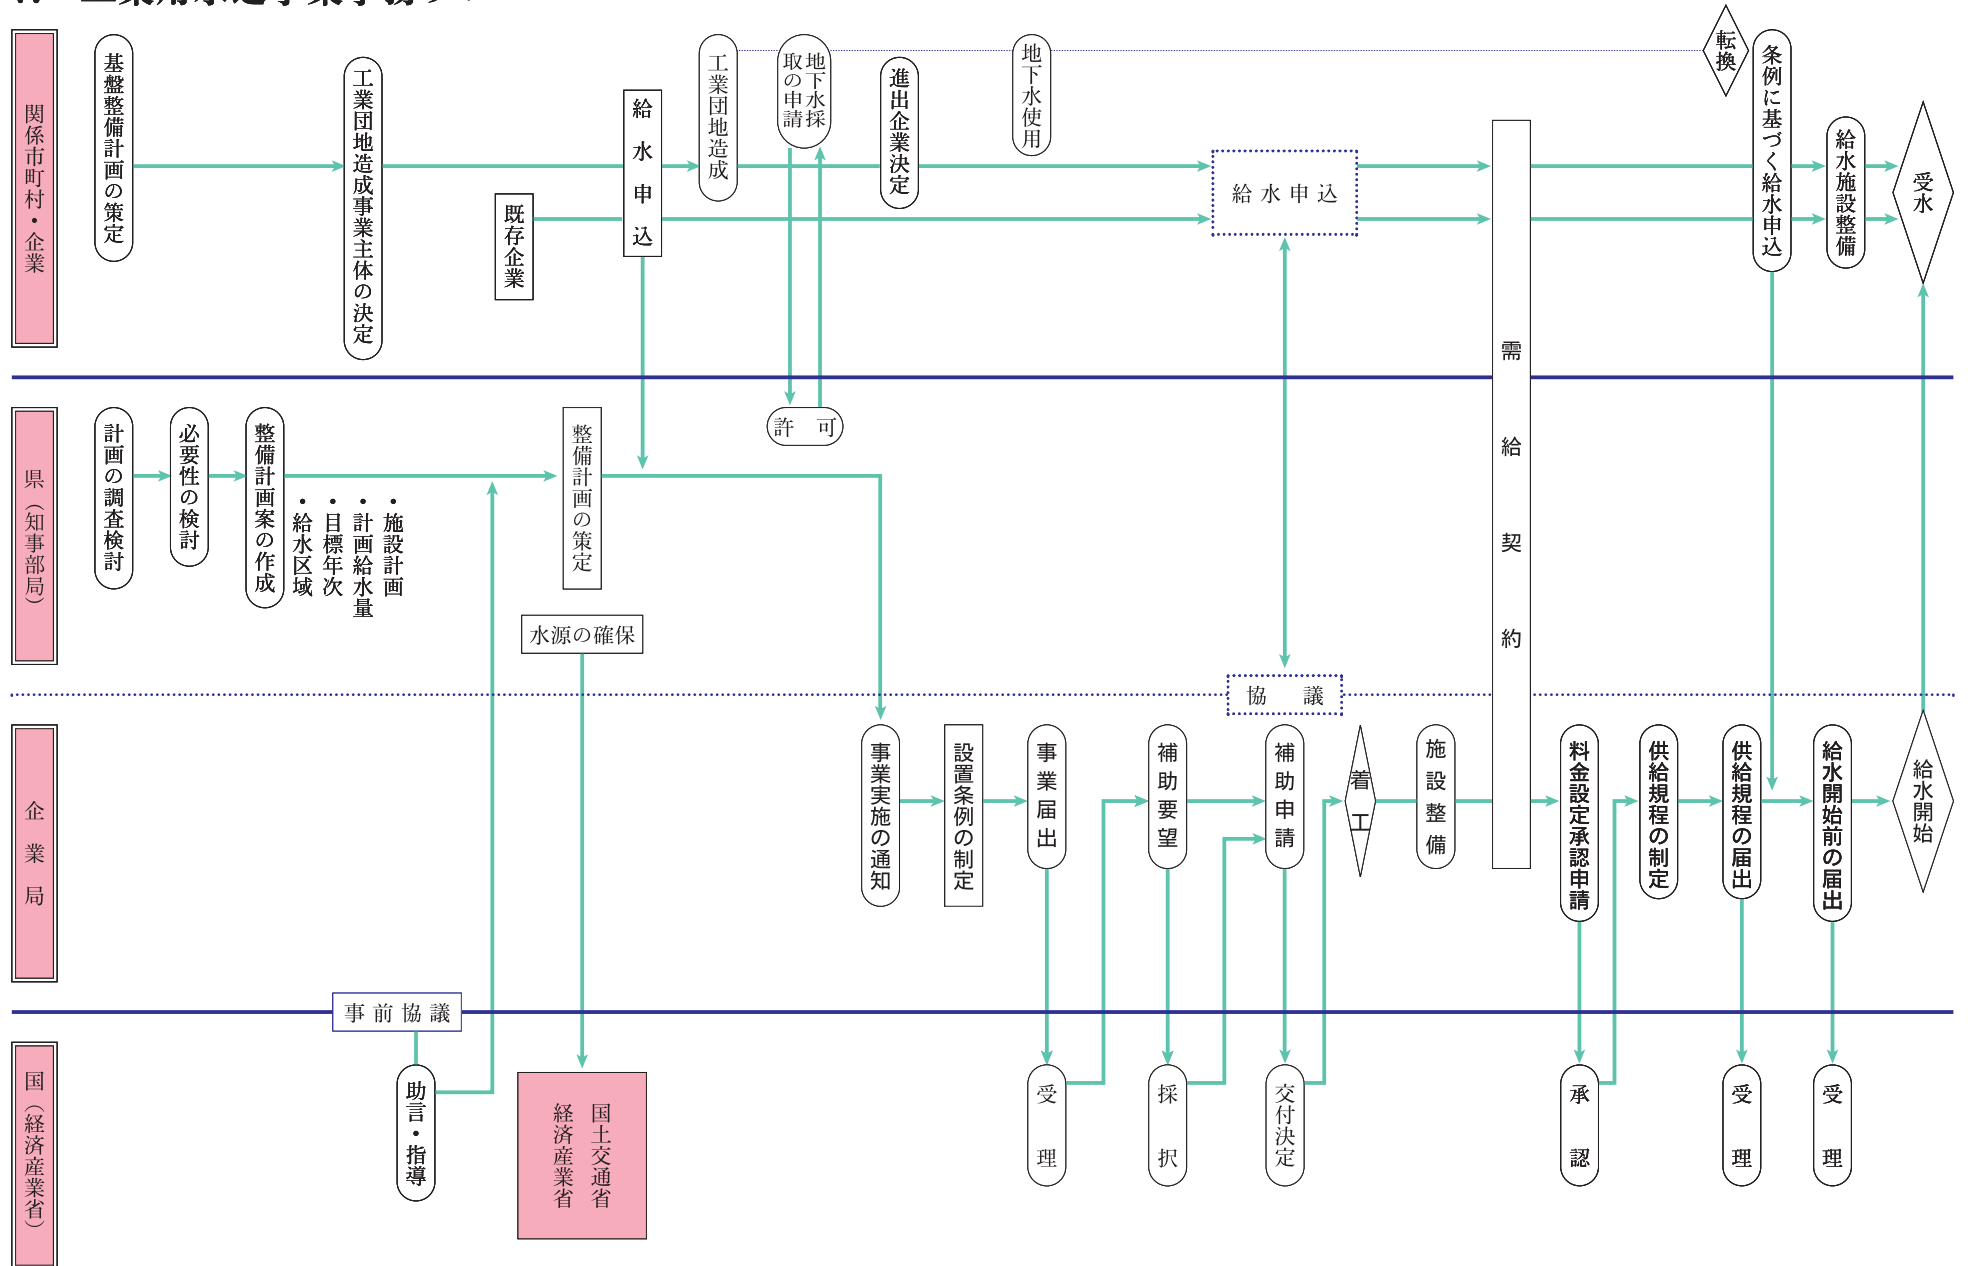 関係市町村・企業
基盤整備計画の策定
工業団地造成事業主体の決定
既存企業
給水申込
工業団地造成
地下水採
取の申請
進出企業決定
地下水使用
給水申込
転換
条例に基づく給水申込
給水施設整備
受水
需給契約
県（知事部局）
計画の調査検討
必要性の検討
整備計画案の作成
・施設計画
・計画給水量
・目標年次
・給水区域
整備計画の策定
許可
水源の確保
協議
企業局
事業実施の通知
設置条例の制定
事業届出
補助要望
補助申請
着工
施設整備
料金設定承認申請
供給規程の制定
供給規程の届出
給水開始前の届出
給水開始
事前協議
国（経済産業省）
助言・指導
国土交通省
経済産業省
受理
採択
交付決定
承認
受理
受理